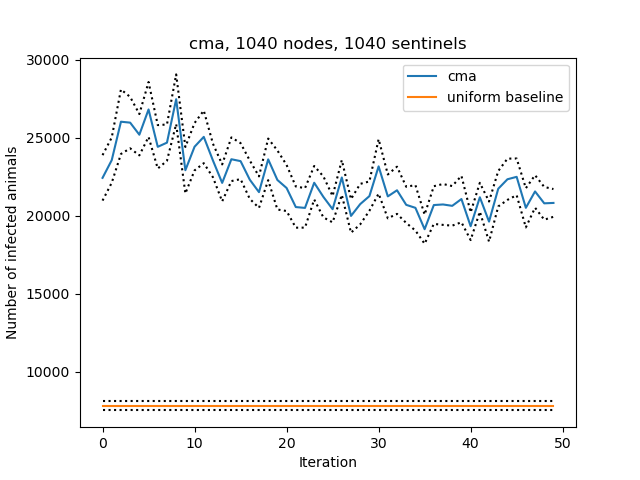 cma, 1040 nodes, 1040 sentinels
30000
25000
20000
15000
10000
Number of infected animals
cma
uniform baseline
0
10
20
30
40
50
Iteration